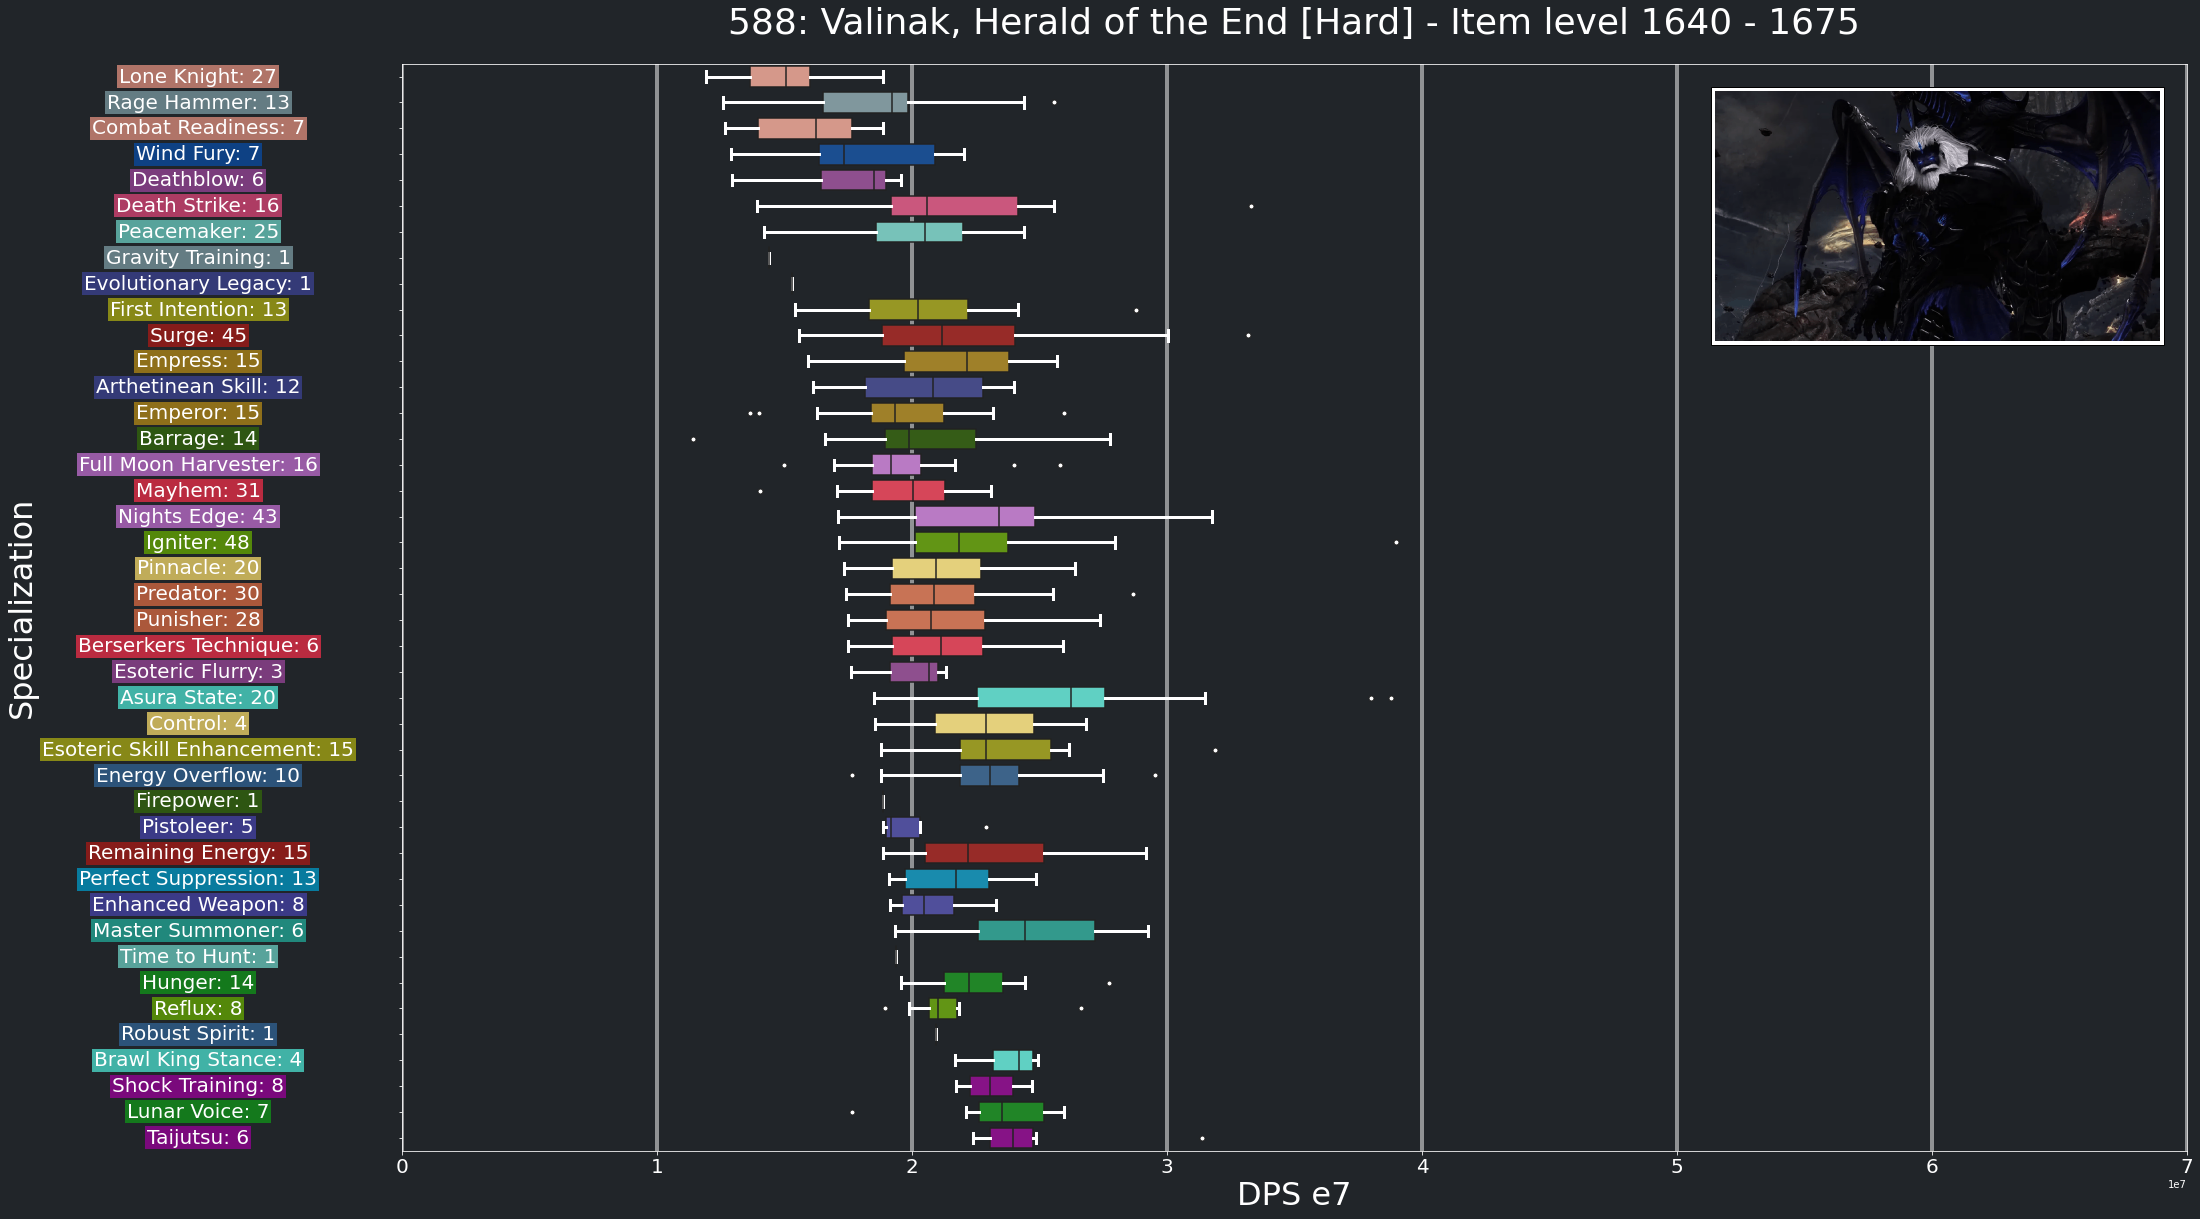 588: Valinak, Herald of the End [Hard] - Item level 1640 - 1675
Lone Knight: 27
Rage Hammer: 13
Combat Readiness: 7
Wind Fury: 7
Deathblow: 6
Death Strike: 16
Peacemaker: 25
Gravity Training: 1
Evolutionary Legacy: 1
First Intention: 13
Surge: 45
Empress: 15
Arthetinean Skill: 12
Emperor: 15
Barrage: 14
Full Moon Harvester: 16
Mayhem: 31
Nights Edge: 43
Igniter: 48
Pinnacle: 20
Predator: 30
Punisher: 28
Berserkers Technique: 6
Esoteric Flurry: 3
Asura State: 20
Control: 4
Esoteric Skill Enhancement: 15
Energy Overflow: 10
Firepower: 1
Pistoleer: 5
Remaining Energy: 15
Perfect Suppression: 13
Enhanced Weapon: 8
Master Summoner: 6
Time to Hunt: 1
Hunger: 14
Reflux: 8
Robust Spirit: 1
Brawl King Stance: 4
Shock Training: 8
Lunar Voice: 7
Taijutsu: 6
Specialization
0 1 2 3 4 5 6 7
1e7
DPS e7